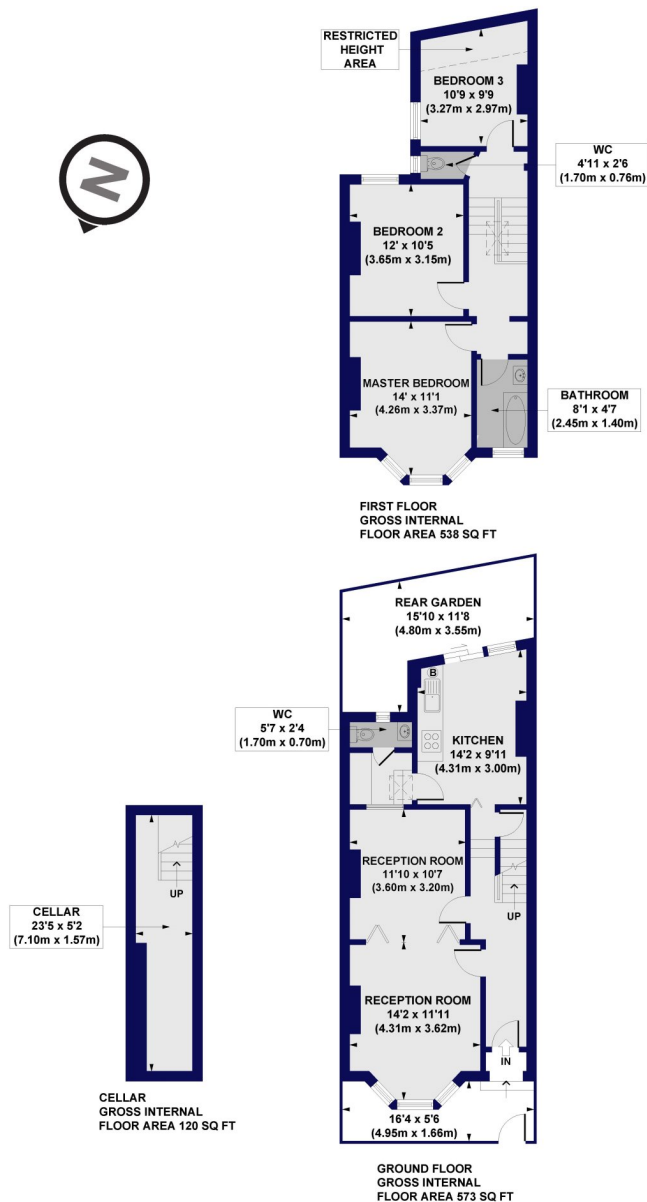 RESTRICTED
HEIGHT
AREA
BEDROOM 3
10'9 x 9'9
(3.27m x 2.97m)
WC
4'11 x 2'6
(1.70m x 0.76m)
N
BEDROOM 2
12' x 10'5
(3.65m x 3.15m)
MASTER BEDROOM
14' x 11'1
(4.26m x 3.37m)
BATHROOM
8'1 x 4'7
(2.45m x 1.40m)
FIRST FLOOR
GROSS INTERNAL
FLOOR AREA 538 SQ FT
REAR GARDEN
15'10 x 11'8
(4.80m x 3.55m)
B
WC
5'7 x 2'4
(1.70m x 0.70m)
KITCHEN
14'2 x 9'11
(4.31m x 3.00m)
RECEPTION ROOM
11'10 x 10'7
(3.60m x 3.20m)
UP
UP
CELLAR
23'5 x 5'2
(7.10m x 1.57m)
RECEPTION ROOM
14'2 x 11'11
(4.31m x 3.62m)
IN
16'4 x 5'6
(4.95m x 1.66m)
CELLAR
GROSS INTERNAL
FLOOR AREA 120 SQ FT
GROUND FLOOR
GROSS INTERNAL
FLOOR AREA 573 SQ FT